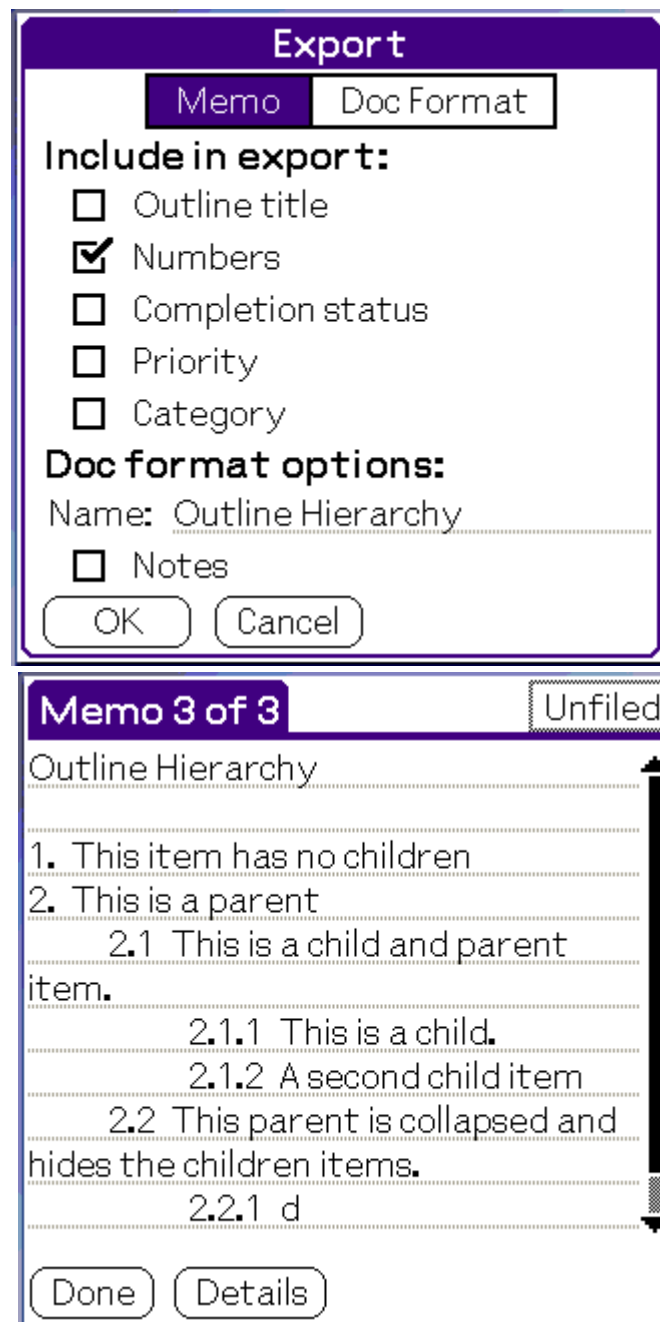 Export
Memo Doc Format
Include in export:
Outline title
Numbers
Completion status
Priority
Category
Doc format options:
Name: Outline Hierarchy
Notes
OK Cancel
Memo 3 of 3 Unfiled
Outline Hierarchy
1. This item has no children
2. This is a parent
2.1 This is a child and parent
item.
2.1.1 This is a child.
2.1.2 A second child item
2.2 This parent is collapsed and
hides the children items.
2.2.1 d
Done Details